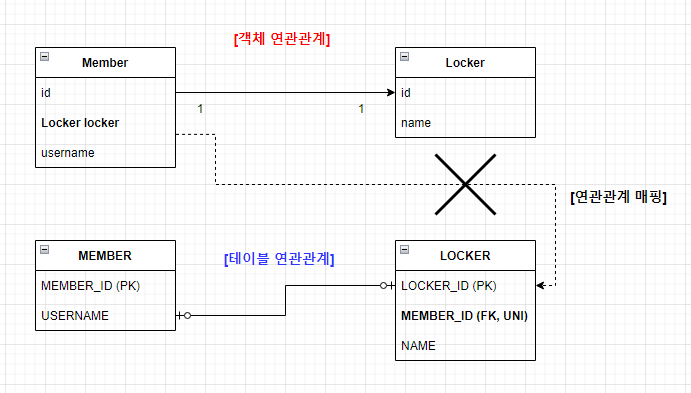 [객체 연관관계]
Member
Locker
id
id
1
1
Locker locker
name
username
[연관관계 매핑]
MEMBER
[테이블 연관관계]
LOCKER
MEMBER_ID (PK)
LOCKER_ID (PK)
USERNAME
MEMBER_ID (FK, UNI)
NAME